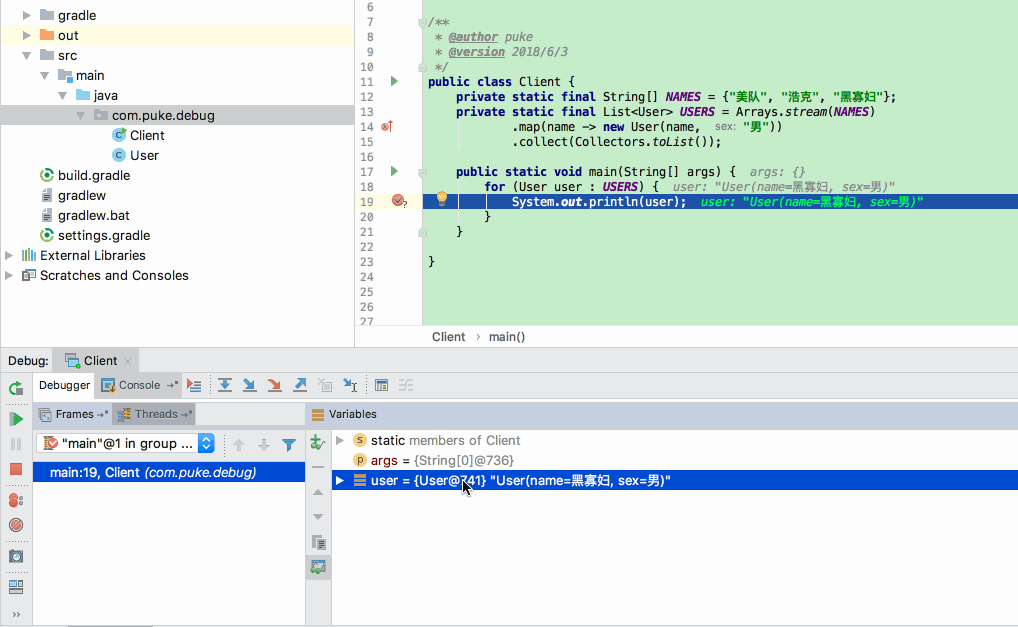 gradle
out
src
main
java
com.puke.debug
Client
User
build.gradle
gradlew
gradlew.bat
settings.gradle
External Libraries
Scratches and Consoles
6
7 /**
8 * @author puke
9 * @version 2018/6/3
10 */
11 public class Client {
12 private static final String[] NAMES = {"美队", "浩克", "黑寡妇"};
13 private static final List<User> USERS = Arrays.stream(NAMES)
14 .map(name -> new User(name, sex: "男"))
15 .collect(Collectors.toList());
16
17 public static void main(String[] args) { args: {}
18 for (User user : USERS) { user: "User(name=黑寡妇, sex=男)"
19 System.out.println(user); user: "User(name=黑寡妇, sex=男)"
20 }
21 }
22
23 }
24
25
26
27
Client › main()
Debug: Client
Debugger Console
Frames Threads Variables
"main"@1 in group ...
main:19, Client (com.puke.debug)
static members of Client
args = {String[0]@736}
user = {User@741} "User(name=黑寡妇, sex=男)"